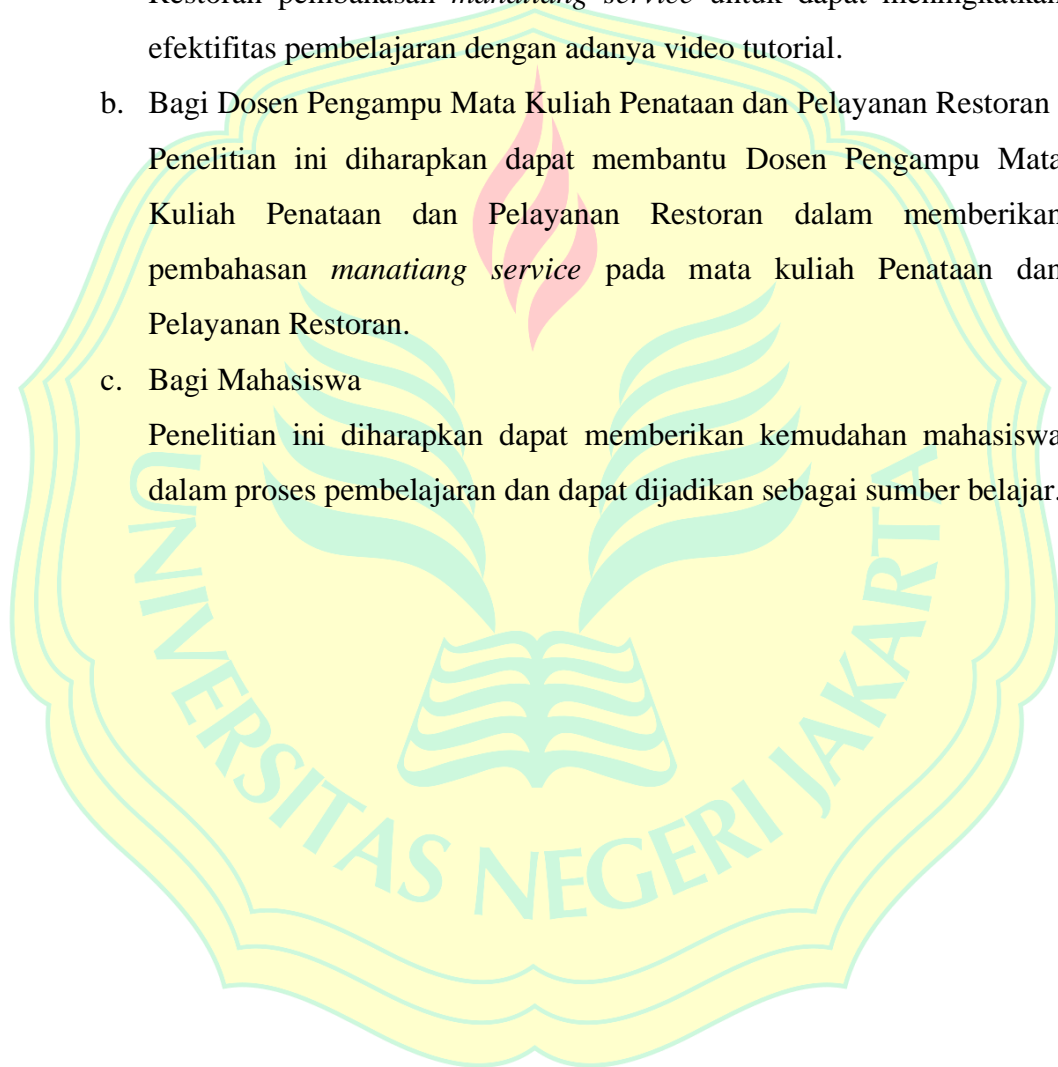 Restoran pembahasan manatiang service untuk dapat meningkatkan
efektifitas pembelajaran dengan adanya video tutorial.
b. Bagi Dosen Pengampu Mata Kuliah Penataan dan Pelayanan Restoran
Penelitian ini diharapkan dapat membantu Dosen Pengampu Mata
Kuliah Penataan dan Pelayanan Restoran dalam memberikan
pembahasan manatiang service pada mata kuliah Penataan dan
Pelayanan Restoran.
c. Bagi Mahasiswa
Penelitian ini diharapkan dapat memberikan kemudahan mahasiswa
dalam proses pembelajaran dan dapat dijadikan sebagai sumber belajar.
UNIVERSITAS NEGERI JAKARTA